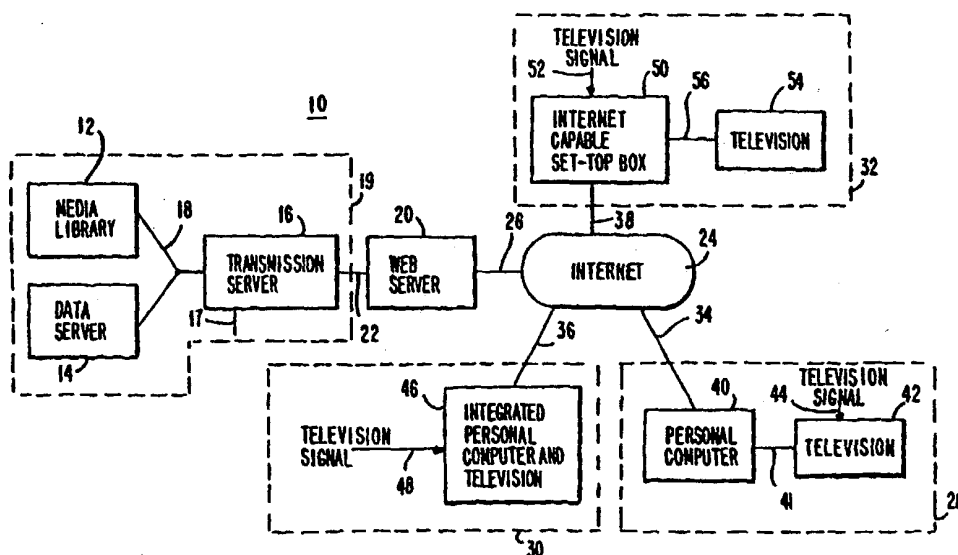 TELEVISION
SIGNAL
52
50
54
56
INTERNET
CAPABLE
SET-TOP BOX
TELEVISION
32
10
12
19
18
16
20
26
38
MEDIA
LIBRARY
TRANSMISSION
SERVER
WEB
SERVER
INTERNET
24
DATA
SERVER
14
17
22
36
34
46
TELEVISION
SIGNAL
48
INTEGRATED
PERSONAL
COMPUTER AND
TELEVISION
30
40
TELEVISION
SIGNAL
44
42
PERSONAL
COMPUTER
TELEVISION
41